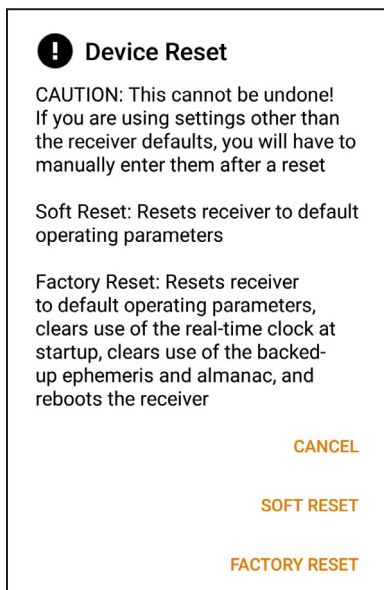 Device Reset
CAUTION: This cannot be undone!
If you are using settings other than
the receiver defaults, you will have to
manually enter them after a reset
Soft Reset: Resets receiver to default
operating parameters
Factory Reset: Resets receiver
to default operating parameters,
clears use of the real-time clock at
startup, clears use of the backed-
up ephemeris and almanac, and
reboots the receiver
CANCEL
SOFT RESET
FACTORY RESET